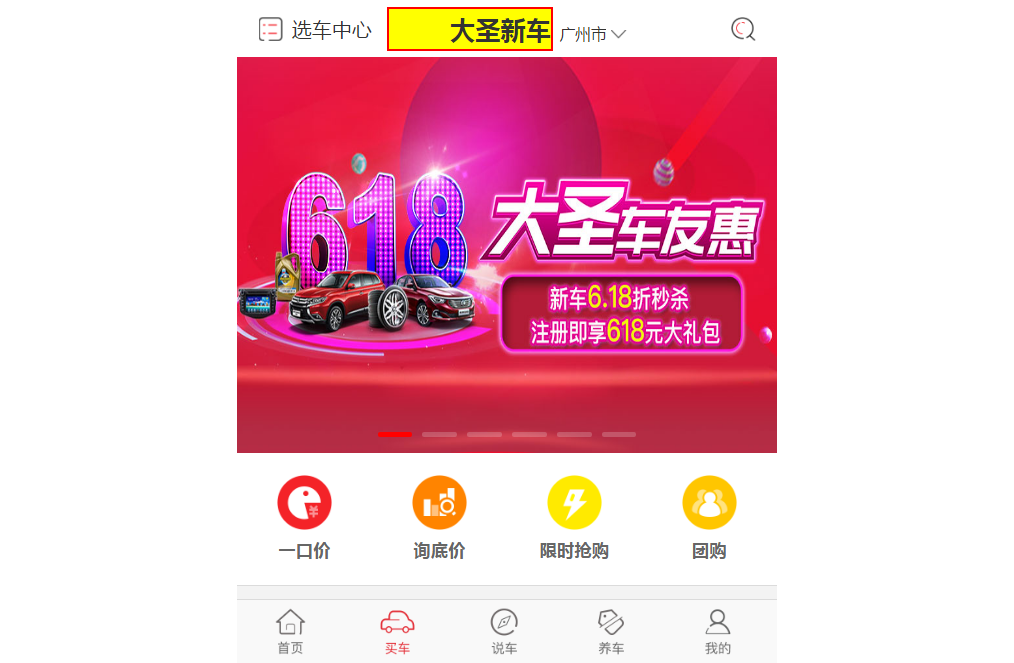 选车中心 大圣新车 广州市
618
大圣车友惠
新车6.18折秒杀
注册即享618元大礼包
一口价 询底价 限时抢购 团购
首页 买车 说车 养车 我的